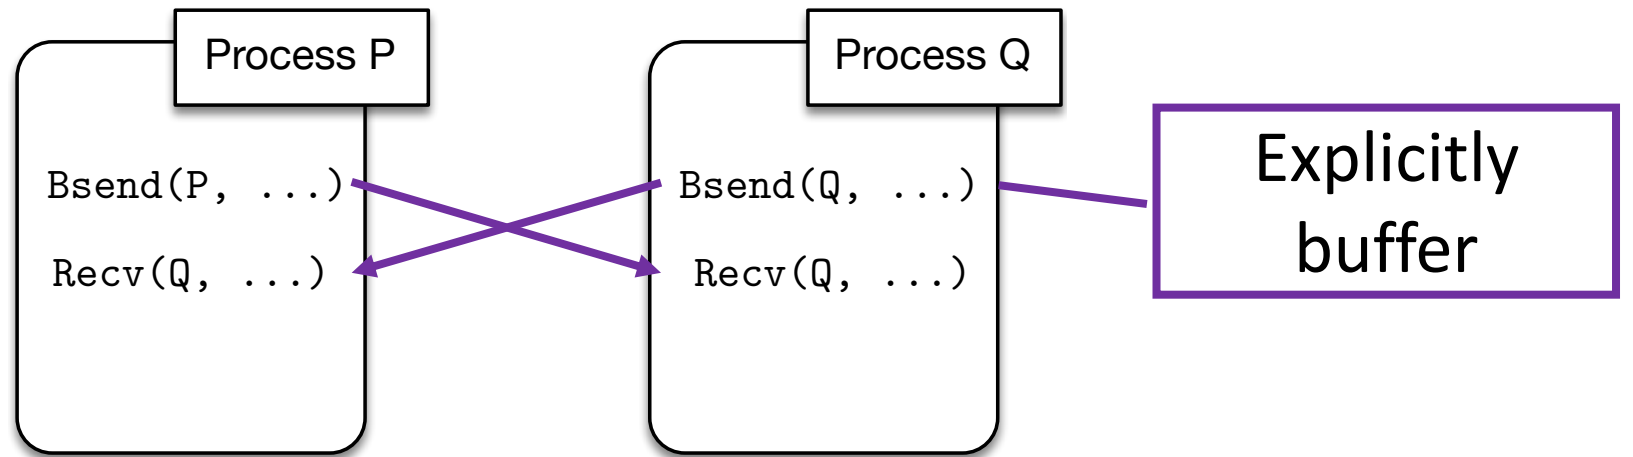 Process P
Bsend(P, ...)
Recv(Q, ...)
Process Q
Bsend(Q, ...)
Recv(Q, ...)
Explicitly
buffer